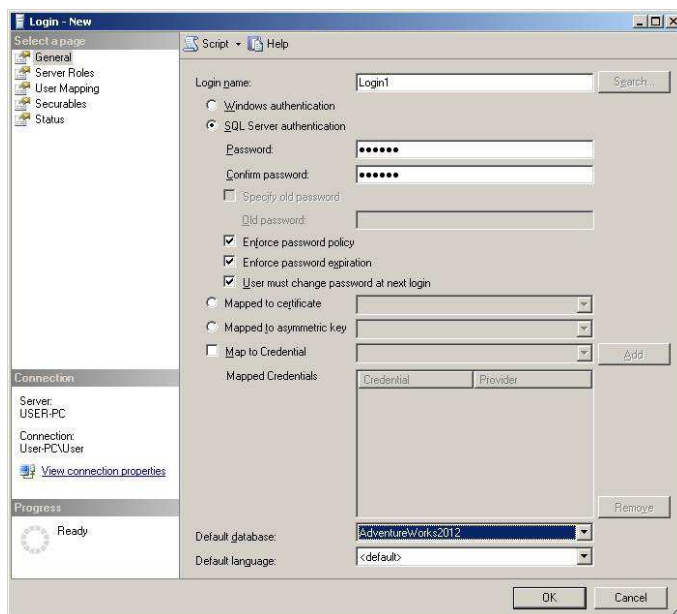 Login - New
Select a page
General
Server Roles
User Mapping
Securables
Status
Script
Help
Login name:
Login1
Search...
Windows authentication
SQL Server authentication
Password:
●●●●●●
Confirm password:
●●●●●●
Specify old password
Old password:
Enforce password policy
Enforce password expiration
User must change password at next login
Mapped to certificate
Mapped to asymmetric key
Map to Credential
Add
Mapped Credentials
Credential
Provider
Remove
Default database:
AdventureWorks2012
Default language:
<default>
Connection
Server:
USER-PC
Connection:
User-PC\User
View connection properties
Progress
Ready
OK
Cancel